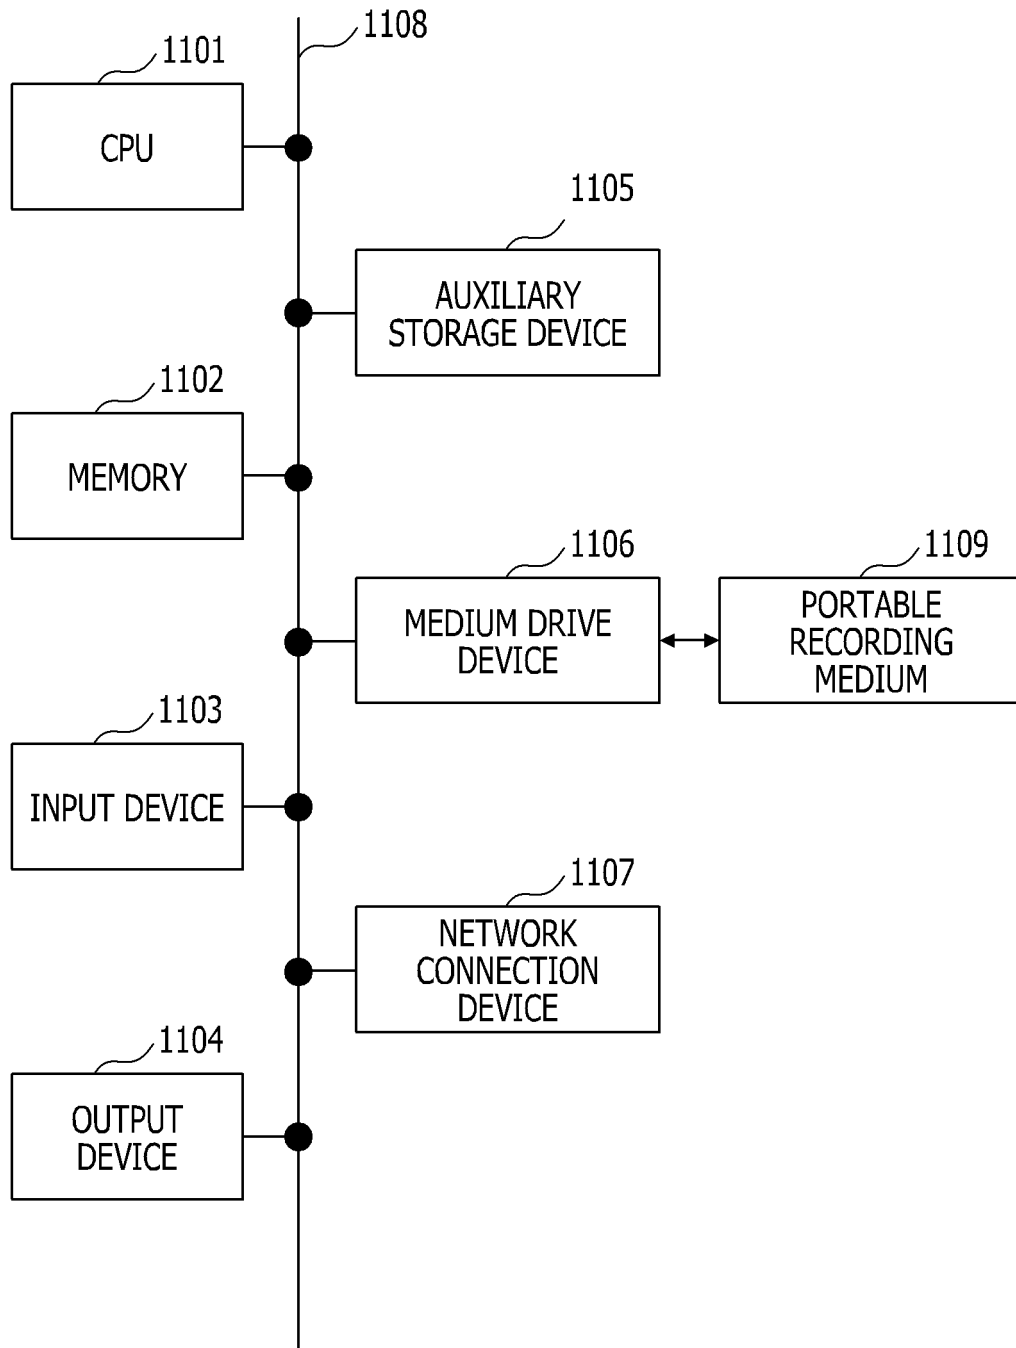 1108
1101
CPU
1105
AUXILIARY
STORAGE DEVICE
1102
MEMORY
1106
MEDIUM DRIVE
DEVICE
1109
PORTABLE
RECORDING
MEDIUM
1103
INPUT DEVICE
1107
NETWORK
CONNECTION
DEVICE
1104
OUTPUT
DEVICE